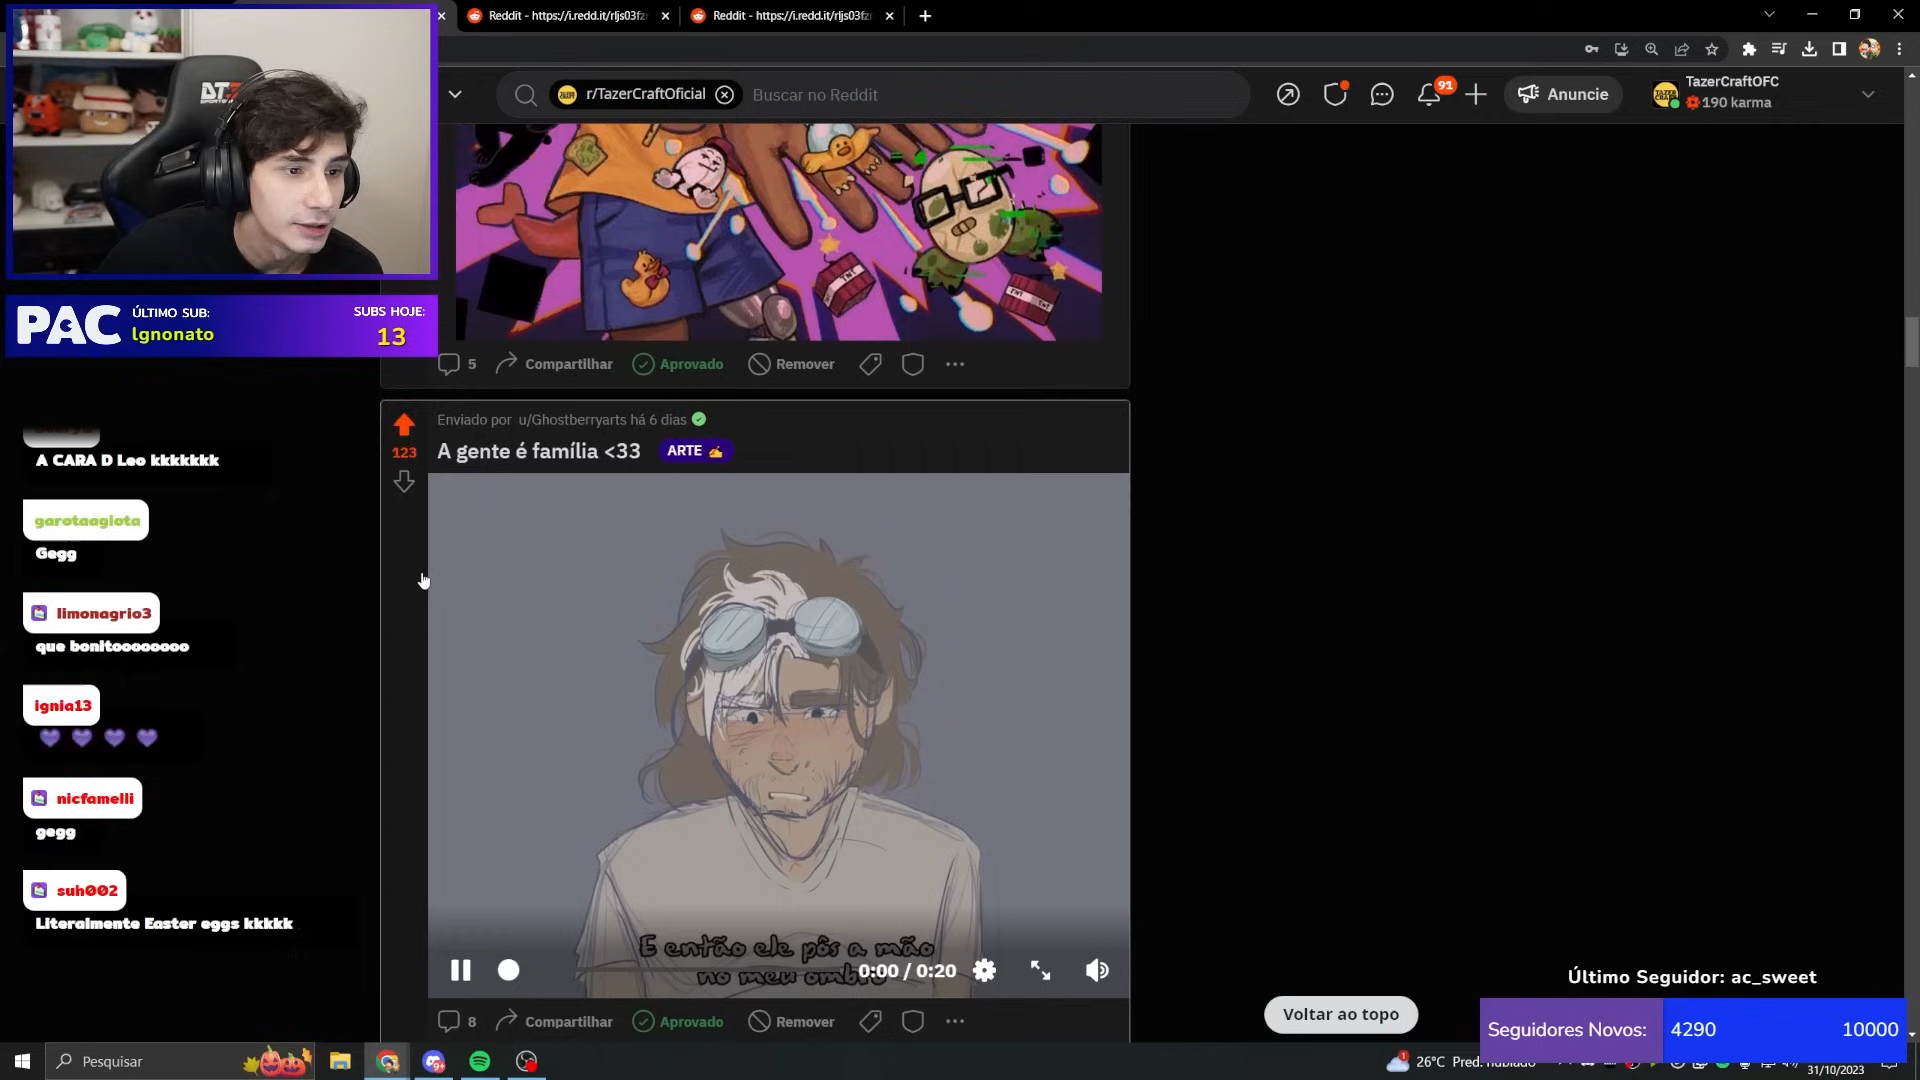 Reddit - https://i.redd.it/rljs03fz
Reddit - https://i.redd.it/rljs03fz
r/TazerCraftOficial
Buscar no Reddit
91
Anuncie
TazerCraftOFC
190 karma
PAC
ÚLTIMO SUB:
lgnonato
SUBS HOJE:
13
5
Compartilhar
Aprovado
Remover
A CARA D Leo kkkkkkk
garotaagiota
Gegg
limonagrio3
que bonitoooooooo
ignia13
nicfamelli
gegg
suh002
Literalmente Easter eggs kkkkk
Enviado por u/Ghostberryarts há 6 dias
123
A gente é família <33
ARTE
E então ele pôs a mão
no meu ombro
0:00 / 0:20
8
Compartilhar
Aprovado
Remover
Voltar ao topo
Último Seguidor: ac_sweet
Seguidores Novos:
4290
10000
Pesquisar
26°C Pred.
31/10/2023